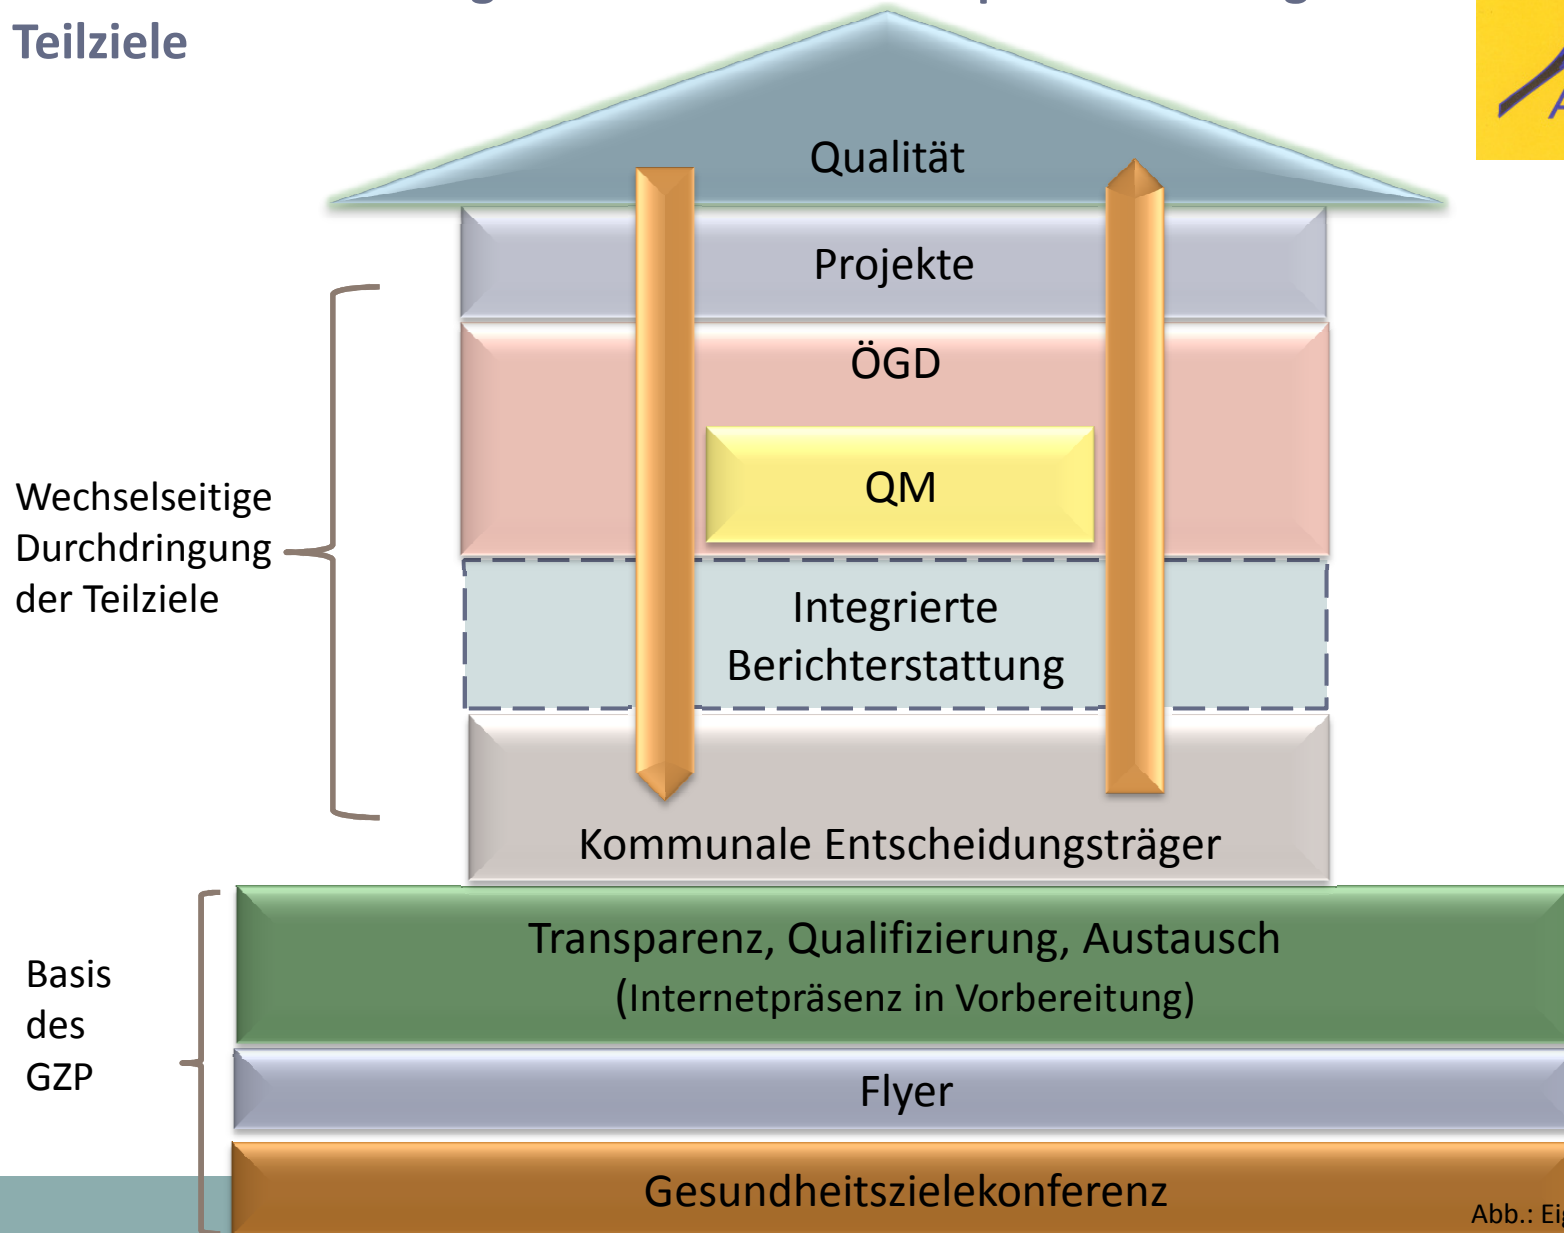 Teilziele
Qualität
Projekte
ÖGD
QM
Wechselseitige
Durchdringung
der Teilziele
Integrierte
Berichterstattung
Kommunale Entscheidungsträger
Basis
des
GZP
Transparenz, Qualifizierung, Austausch
(Internetpräsenz in Vorbereitung)
Flyer
Gesundheitszielekonferenz
Abb.: